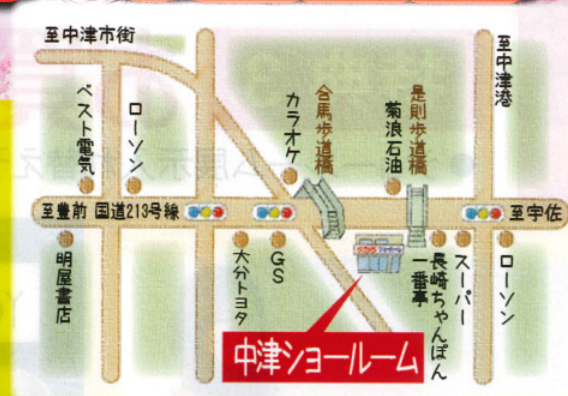 至中津市街
至中津港
ベスト電気
ローソン
カラオケ
合馬歩道橋
菊浪石油
是則歩道橋
至豊前 国道213号線
至宇佐
明屋書店
大分トヨタ
GS
一番亭
長崎ちゃんぽん
スーパー
ローソン
中津ショールーム